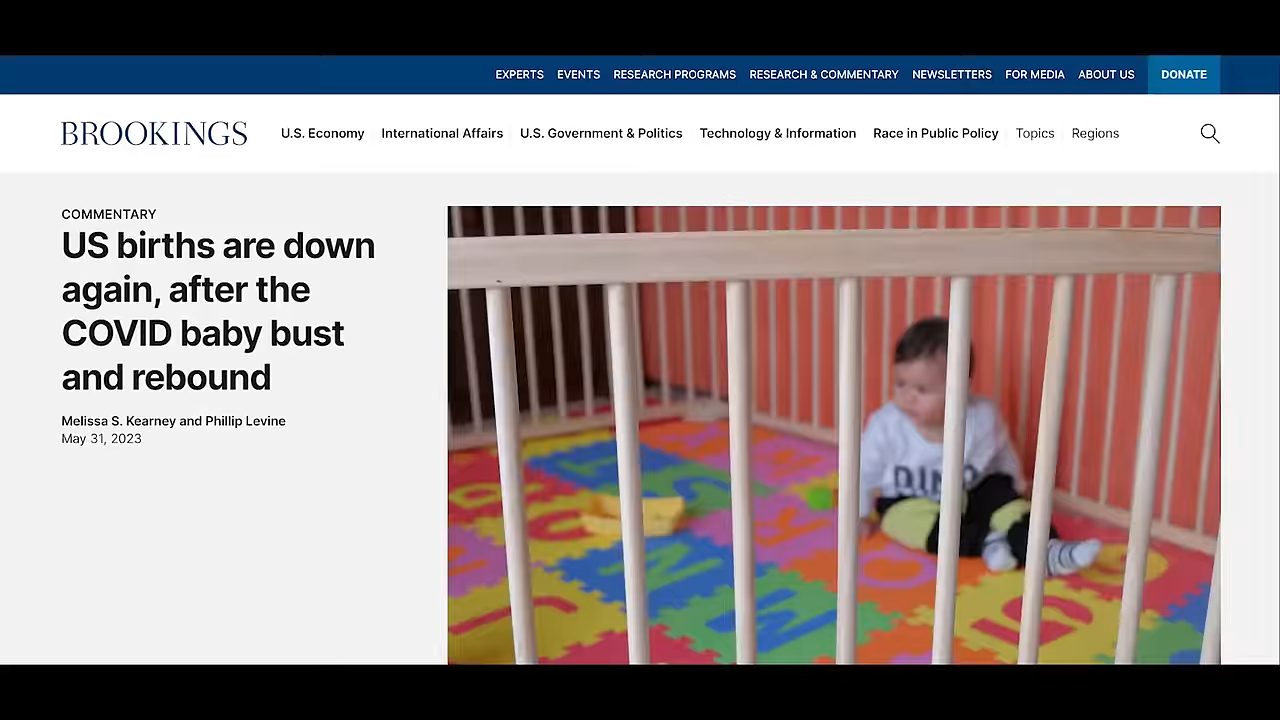 EXPERTS EVENTS RESEARCH PROGRAMS RESEARCH & COMMENTARY NEWSLETTERS FOR MEDIA ABOUT US DONATE
BROOKINGS U.S. Economy International Affairs U.S. Government & Politics Technology & Information Race in Public Policy Topics Regions
COMMENTARY
US births are down
again, after the
COVID baby bust
and rebound
Melissa S. Kearney and Phillip Levine
May 31, 2023